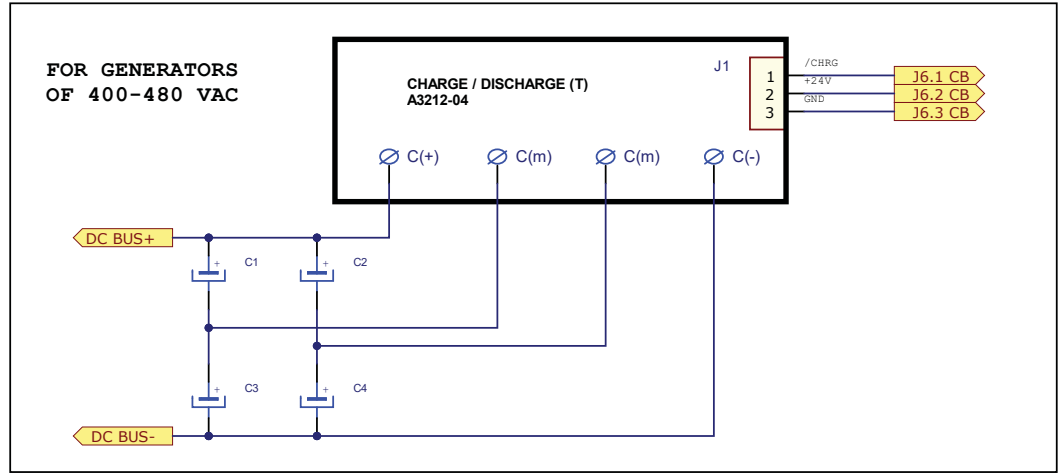 FOR GENERATORS
OF 400-480 VAC
CHARGE / DISCHARGE (T)
A3212-04
J1
1
2
3
/CHRG
+24V
GND
J6.1 CB
J6.2 CB
J6.3 CB
C(+)
C(m)
C(m)
C(-)
DC BUS+
+
C1
+
C2
+
C3
+
C4
DC BUS-